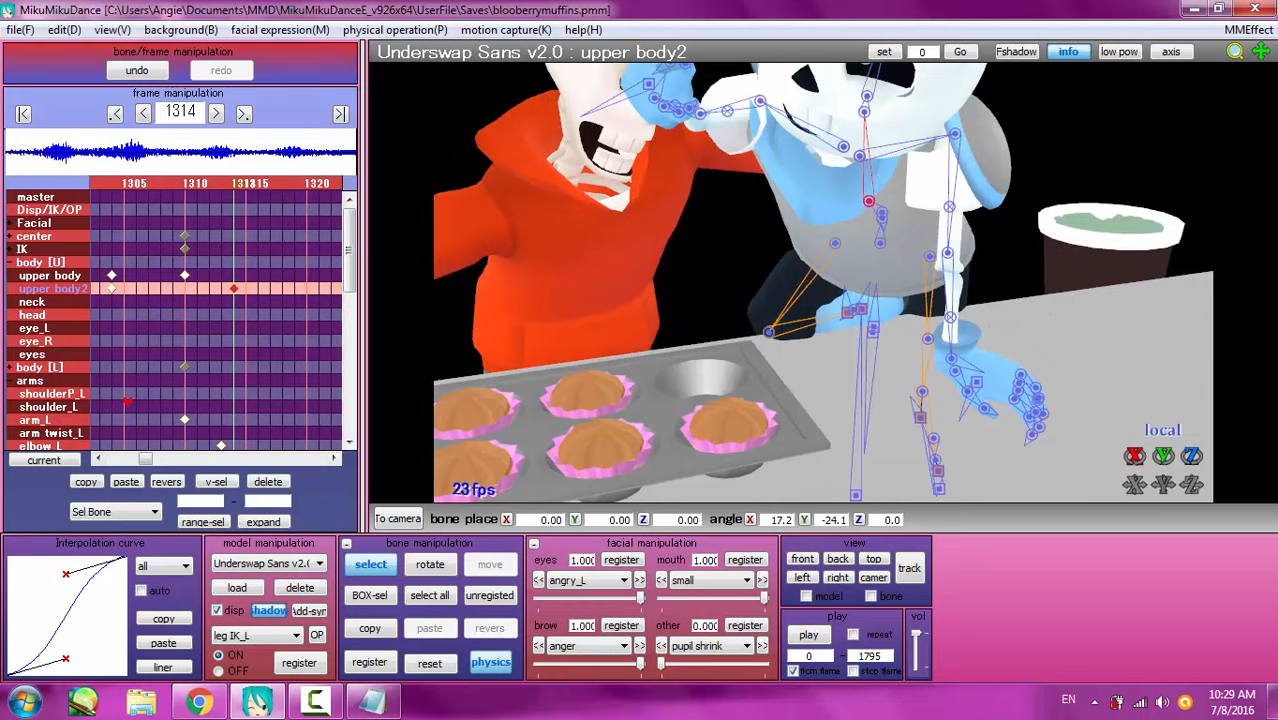 MikuMikuDance [C:\Users\Angie\Documents\MMD\MikuMikuDanceE_v926x64\UserFile\Saves\blooberrymuffins.pmm]
file(F) edit(D) view(V) background(B) facial expression(M) physical operation(P) motion capture(K) help(H) MMEffect
bone/frame manipulation
undo redo
frame manipulation
1314
1305 1310 1315 1320
master
Disp/IK/OP
Facial
center
IK
body [U]
upper body
upper body2
neck
head
eye_L
eye_R
eyes
body [L]
arms
shoulderP_L
shoulder_L
arm_L
arm twist_L
elbow_L
current
copy paste revers v-sel delete
Sel Bone -
range-sel expand
Underswap Sans v2.0 : upper body2
set 0 Go Fshadow info low pow axis
local
X Y Z
X Y Z
23 fps
To camera bone place X 0.00 Y 0.00 Z 0.00 angle X 17.2 Y -24.1 Z 0.0
Interpolation curve
all
auto
copy
paste
liner
model manipulation
Underswap Sans v2.0
load delete
disp shadow Add-syn
leg IK_L OP
ON
OFF
register
bone manipulation
select rotate move
BOX-sel select all unregisted
copy paste revers
register reset physics
facial manipulation
eyes 1.000 register mouth 1.000 register
<< angry_L >> << small >>
brow 1.000 register other 0.000 register
<< anger >> << pupil shrink >>
view
front back top
left right camer
track
model bone
play
play repeat
0 - 1795
from flame stop flame
vol
EN
10:29 AM
7/8/2016